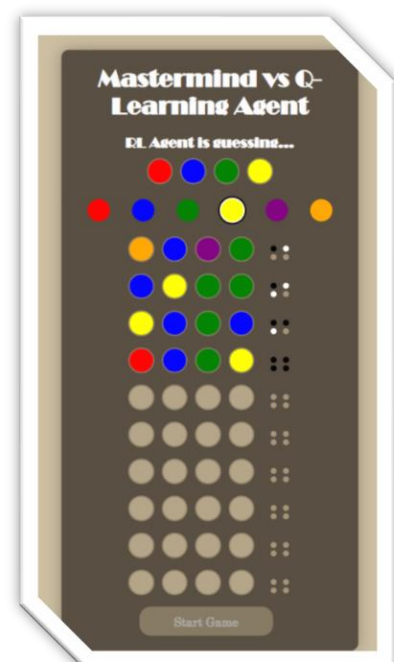 Mastermind vs Q-
Learning Agent
RL Agent is guessing...
Start Game